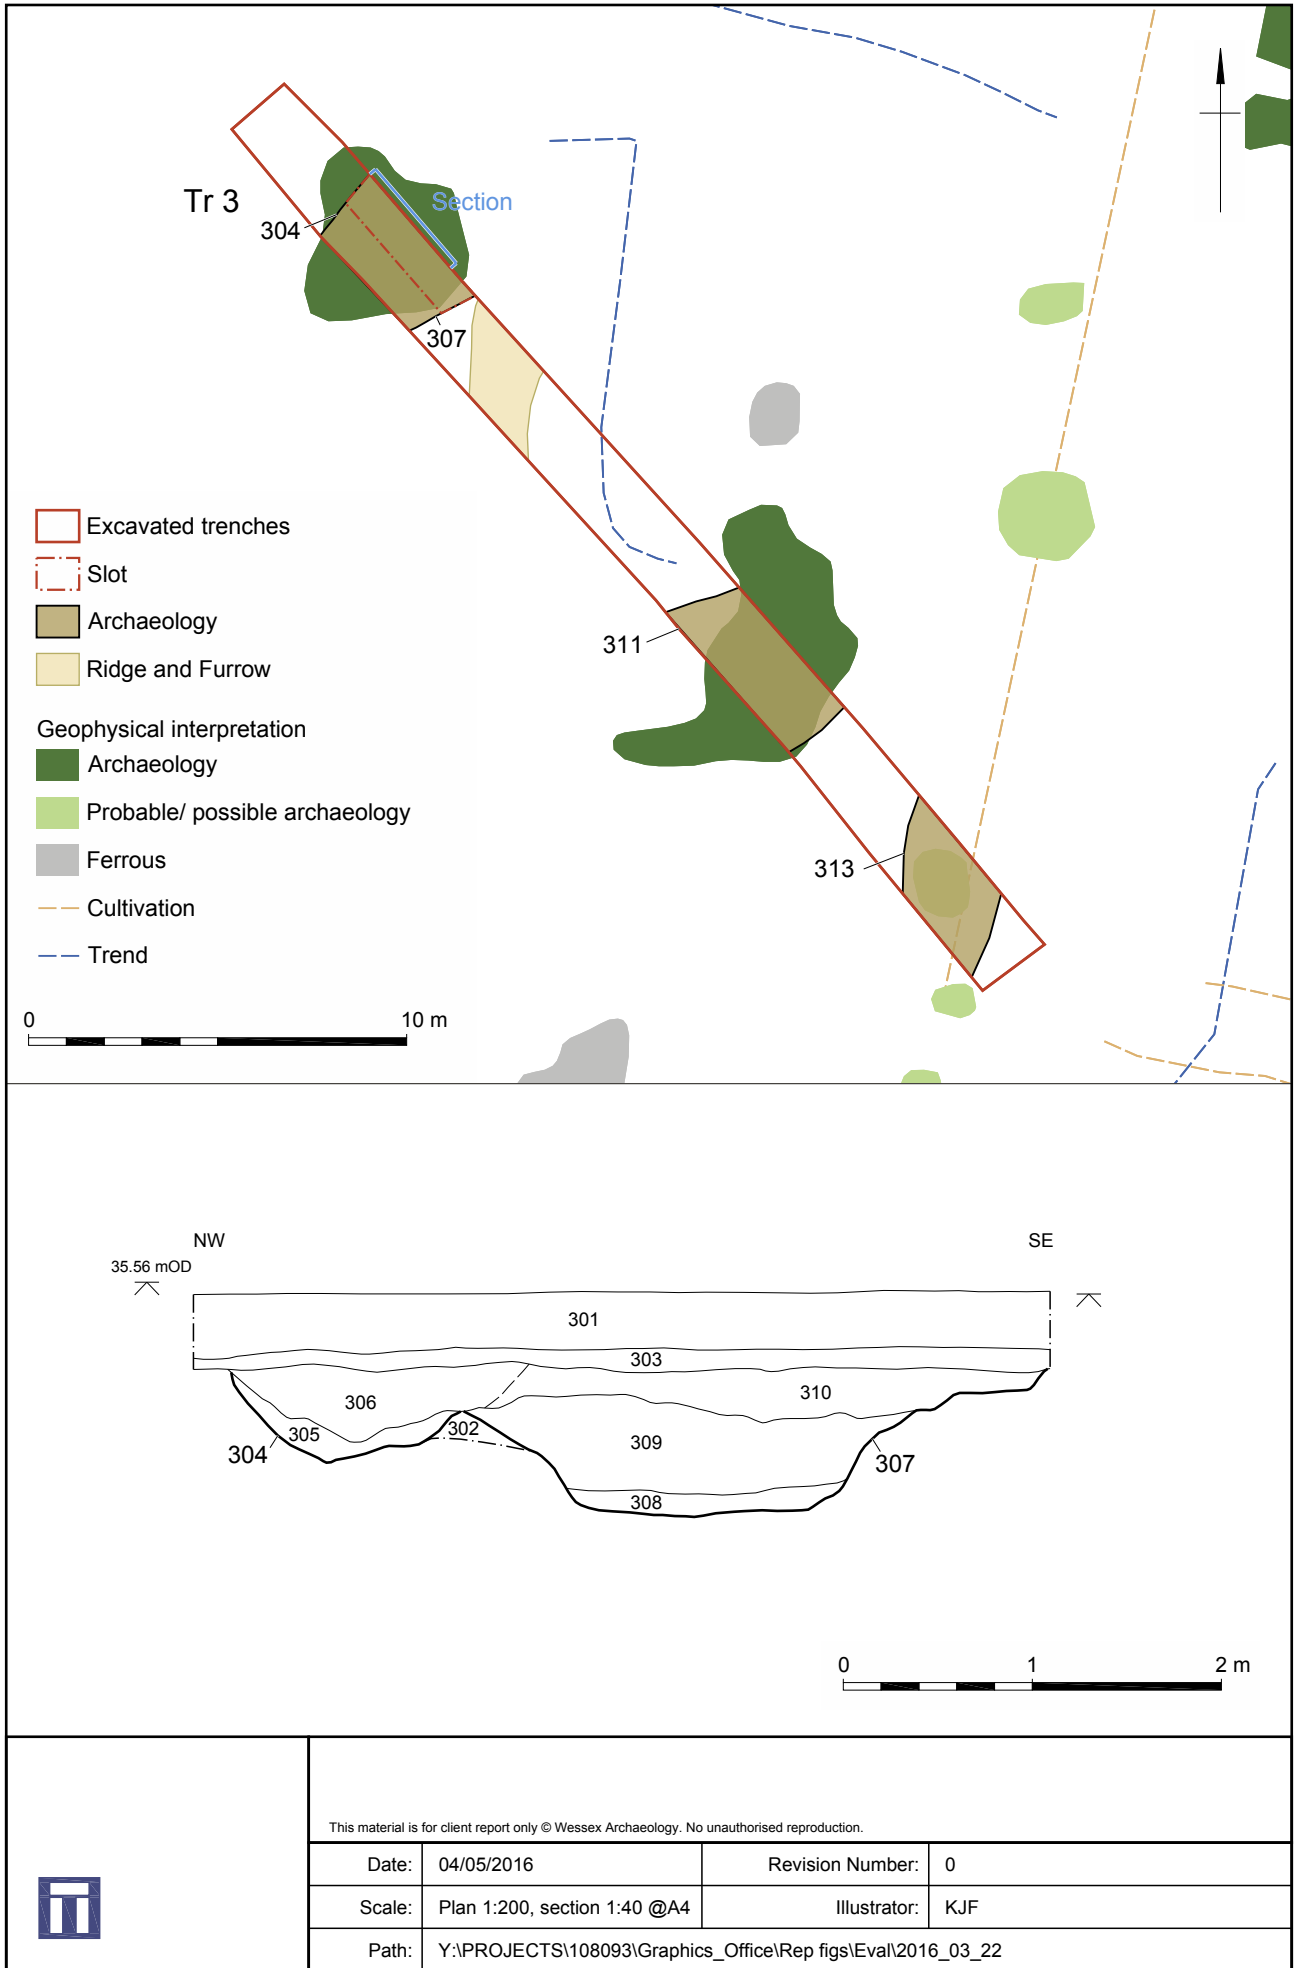 Tr 3
304
Section
307
311
313
Excavated trenches
Slot
Archaeology
Ridge and Furrow
Geophysical interpretation
Archaeology
Probable/ possible archaeology
Ferrous
Cultivation
Trend
0 10 m
NW SE
35.56 mOD
301
303
306 310
305 302 309
304 307
308
0 1 2 m
This material is for client report only © Wessex Archaeology. No unauthorised reproduction.
Date: 04/05/2016 Revision Number: 0
Scale: Plan 1:200, section 1:40 @A4 Illustrator: KJF
Path: Y:\PROJECTS\108093\Graphics_Office\Rep figs\Eval\2016_03_22